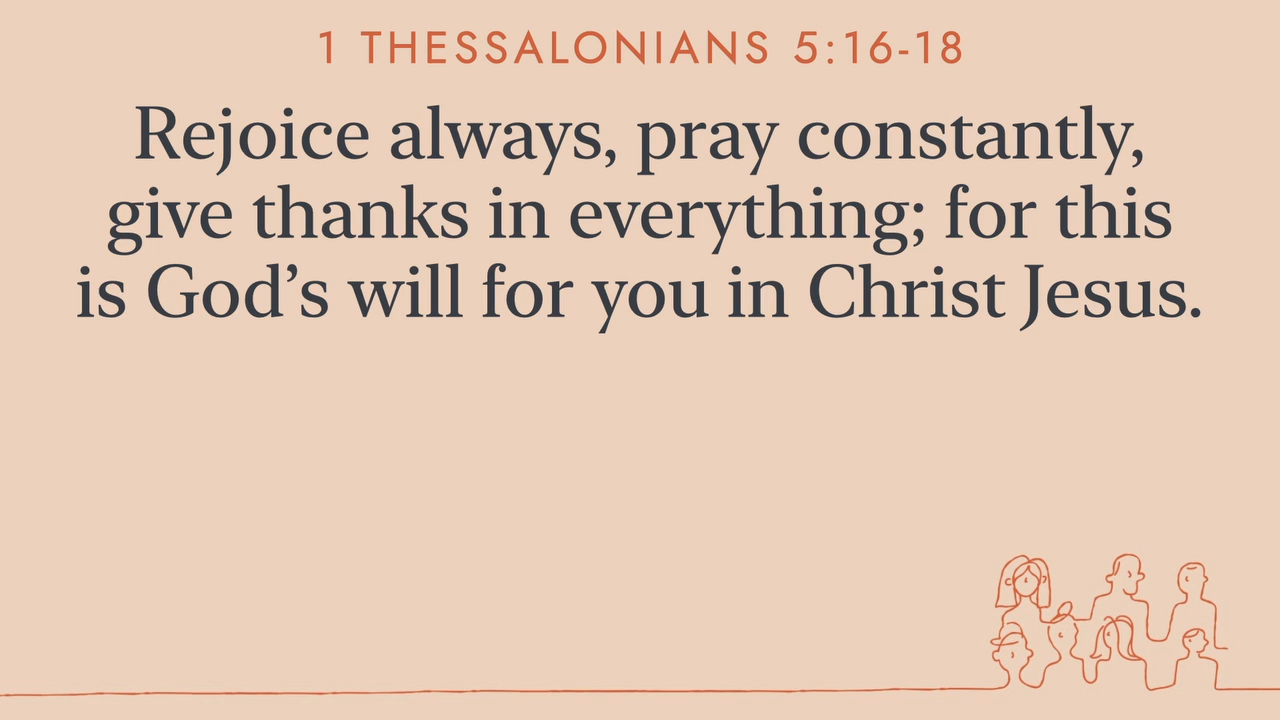 1 THESSALONIANS 5:16-18
Rejoice always, pray constantly,
give thanks in everything; for this
is God’s will for you in Christ Jesus.